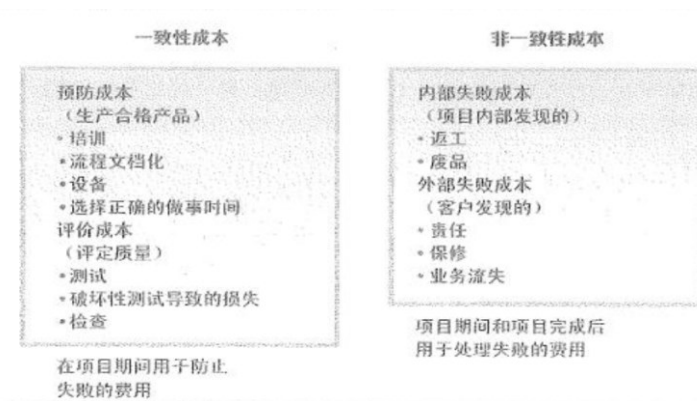 一致性成本
预防成本
（生产合格产品）
• 培训
• 流程文档化
• 设备
• 选择正确的做事时间
评价成本
（评定质量）
• 测试
• 破坏性测试导致的损失
• 检查
在项目期间用于防止
失败的费用
非一致性成本
内部失败成本
（项目内部发现的）
• 返工
• 废品
外部失败成本
（客户发现的）
• 责任
• 保修
• 业务流失
项目期间和项目完成后
用于处理失败的费用